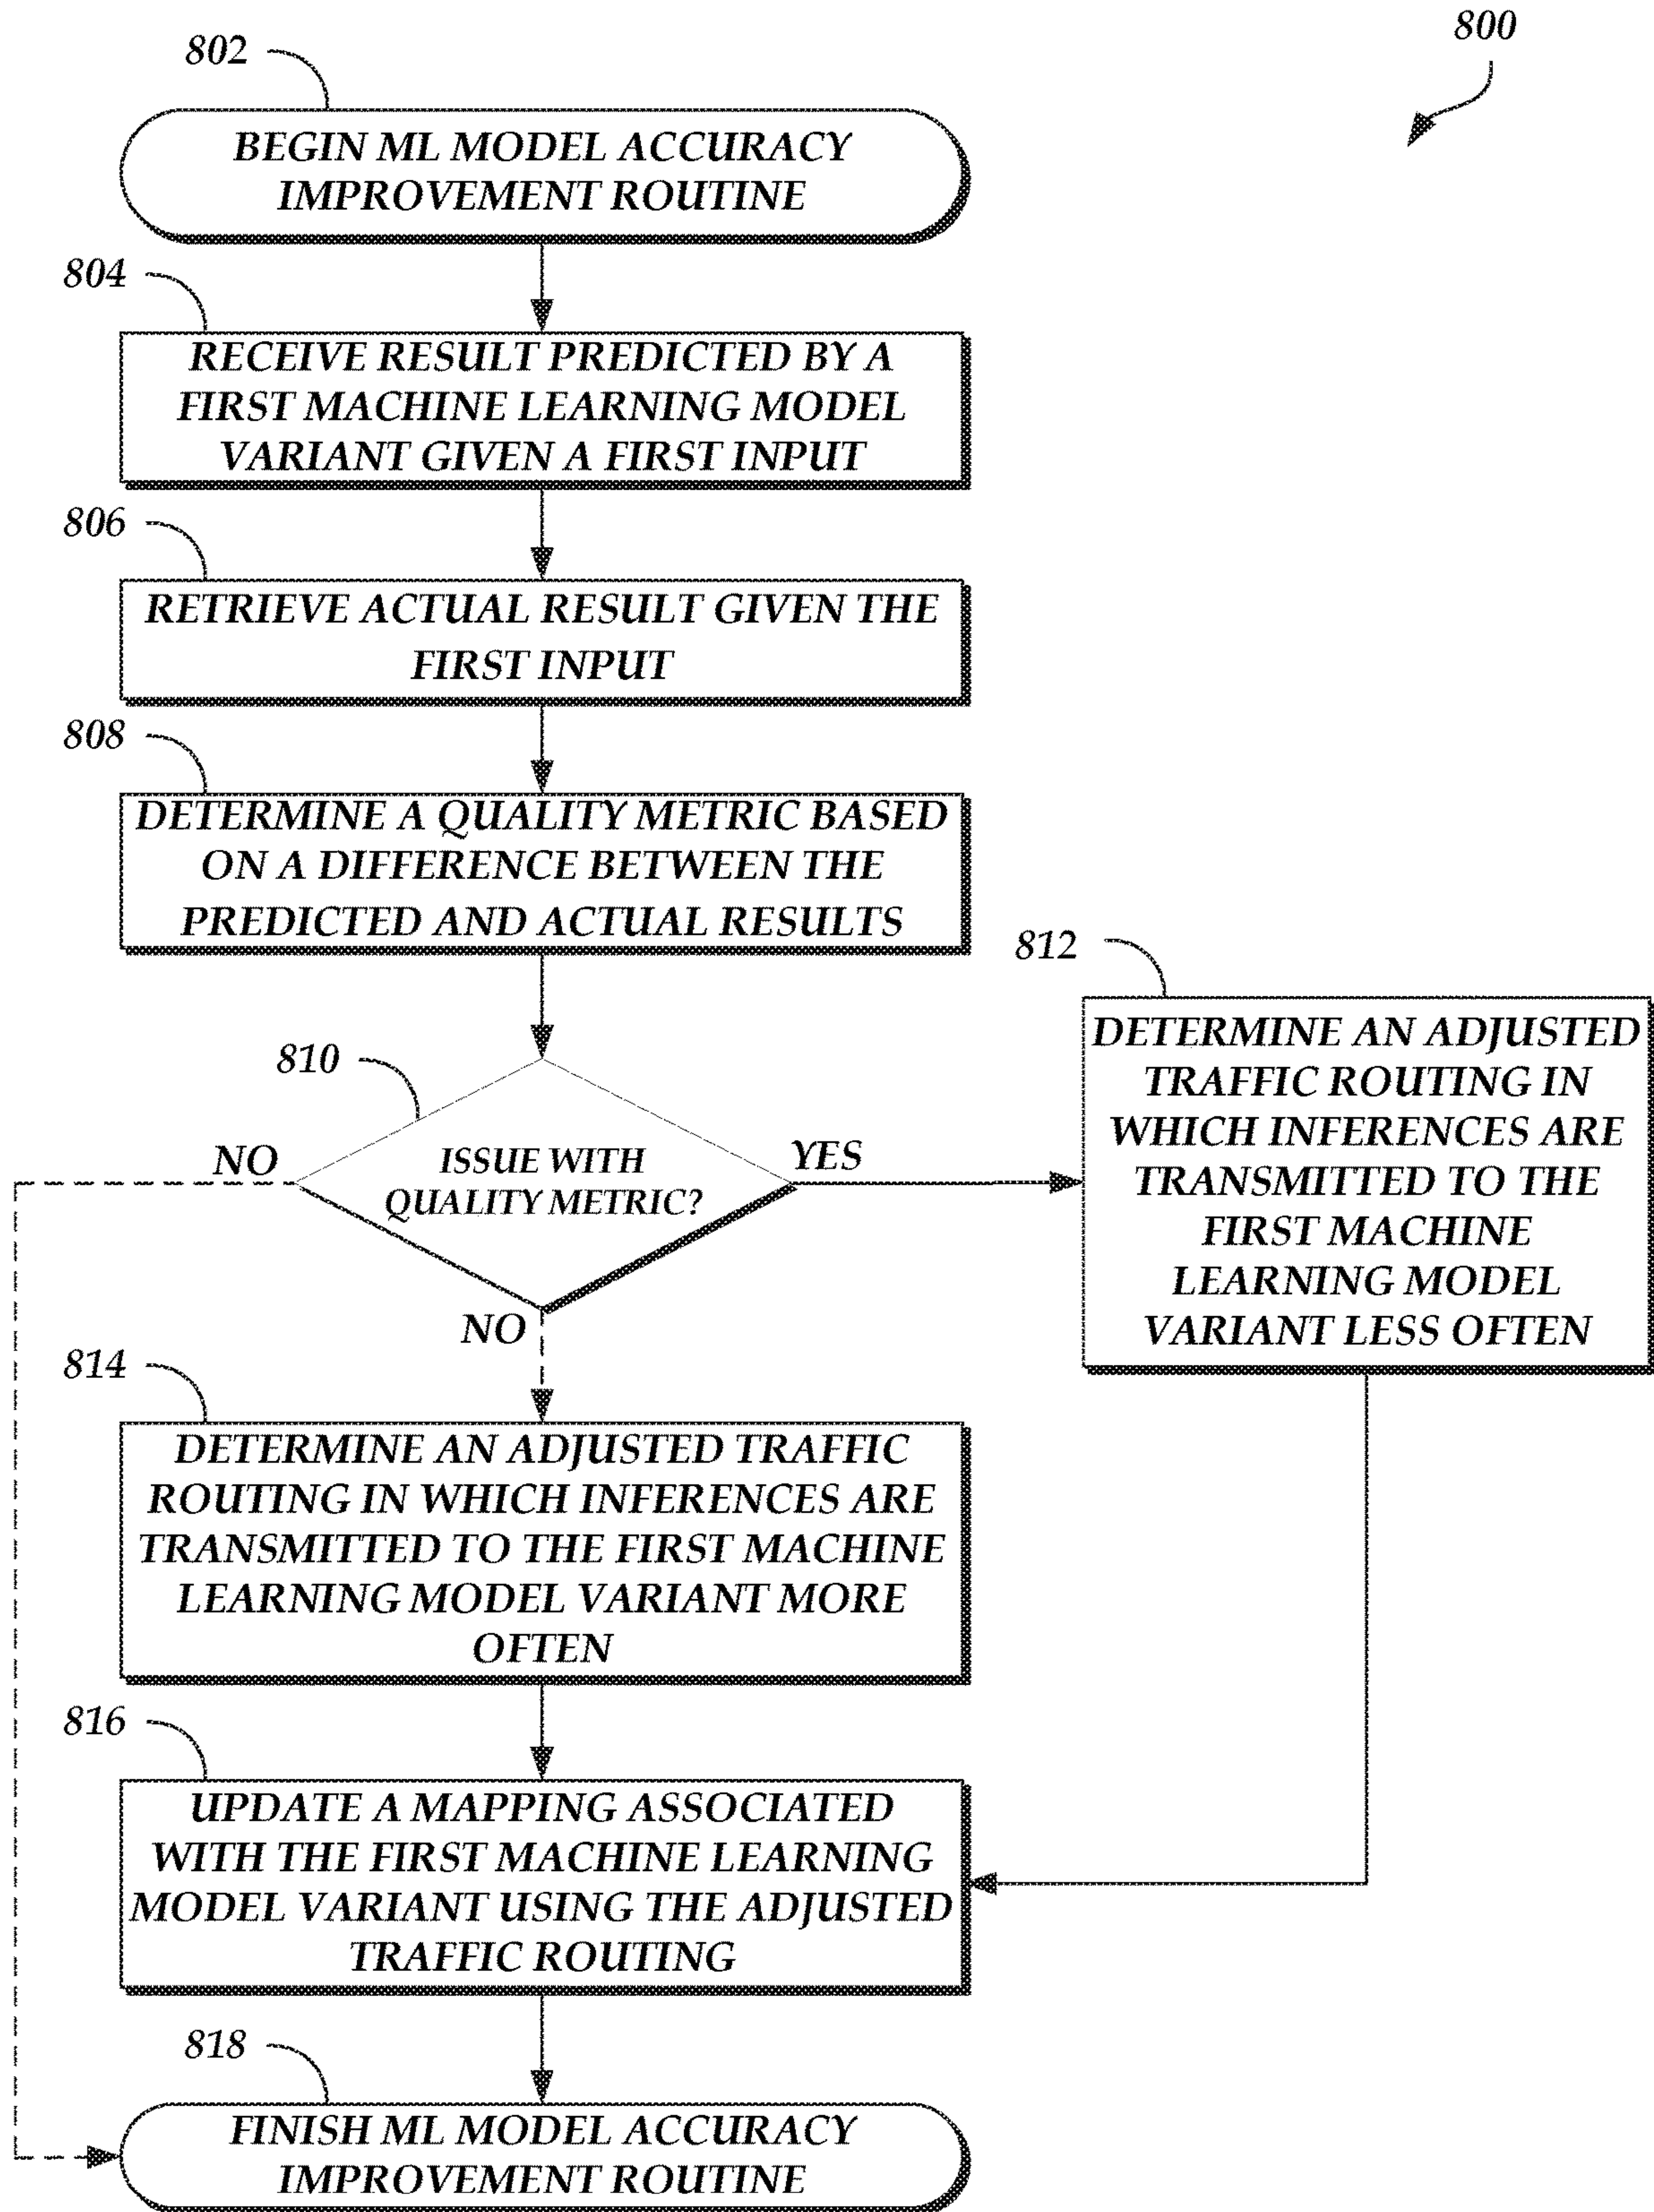 800
802
BEGIN ML MODEL ACCURACY
IMPROVEMENT ROUTINE
804
RECEIVE RESULT PREDICTED BY A
FIRST MACHINE LEARNING MODEL
VARIANT GIVEN A FIRST INPUT
806
RETRIEVE ACTUAL RESULT GIVEN THE
FIRST INPUT
808
DETERMINE A QUALITY METRIC BASED
ON A DIFFERENCE BETWEEN THE
PREDICTED AND ACTUAL RESULTS
810
ISSUE WITH
QUALITY METRIC?
NO
YES
NO
812
DETERMINE AN ADJUSTED
TRAFFIC ROUTING IN
WHICH INFERENCES ARE
TRANSMITTED TO THE
FIRST MACHINE
LEARNING MODEL
VARIANT LESS OFTEN
814
DETERMINE AN ADJUSTED TRAFFIC
ROUTING IN WHICH INFERENCES ARE
TRANSMITTED TO THE FIRST MACHINE
LEARNING MODEL VARIANT MORE
OFTEN
816
UPDATE A MAPPING ASSOCIATED
WITH THE FIRST MACHINE LEARNING
MODEL VARIANT USING THE ADJUSTED
TRAFFIC ROUTING
818
FINISH ML MODEL ACCURACY
IMPROVEMENT ROUTINE